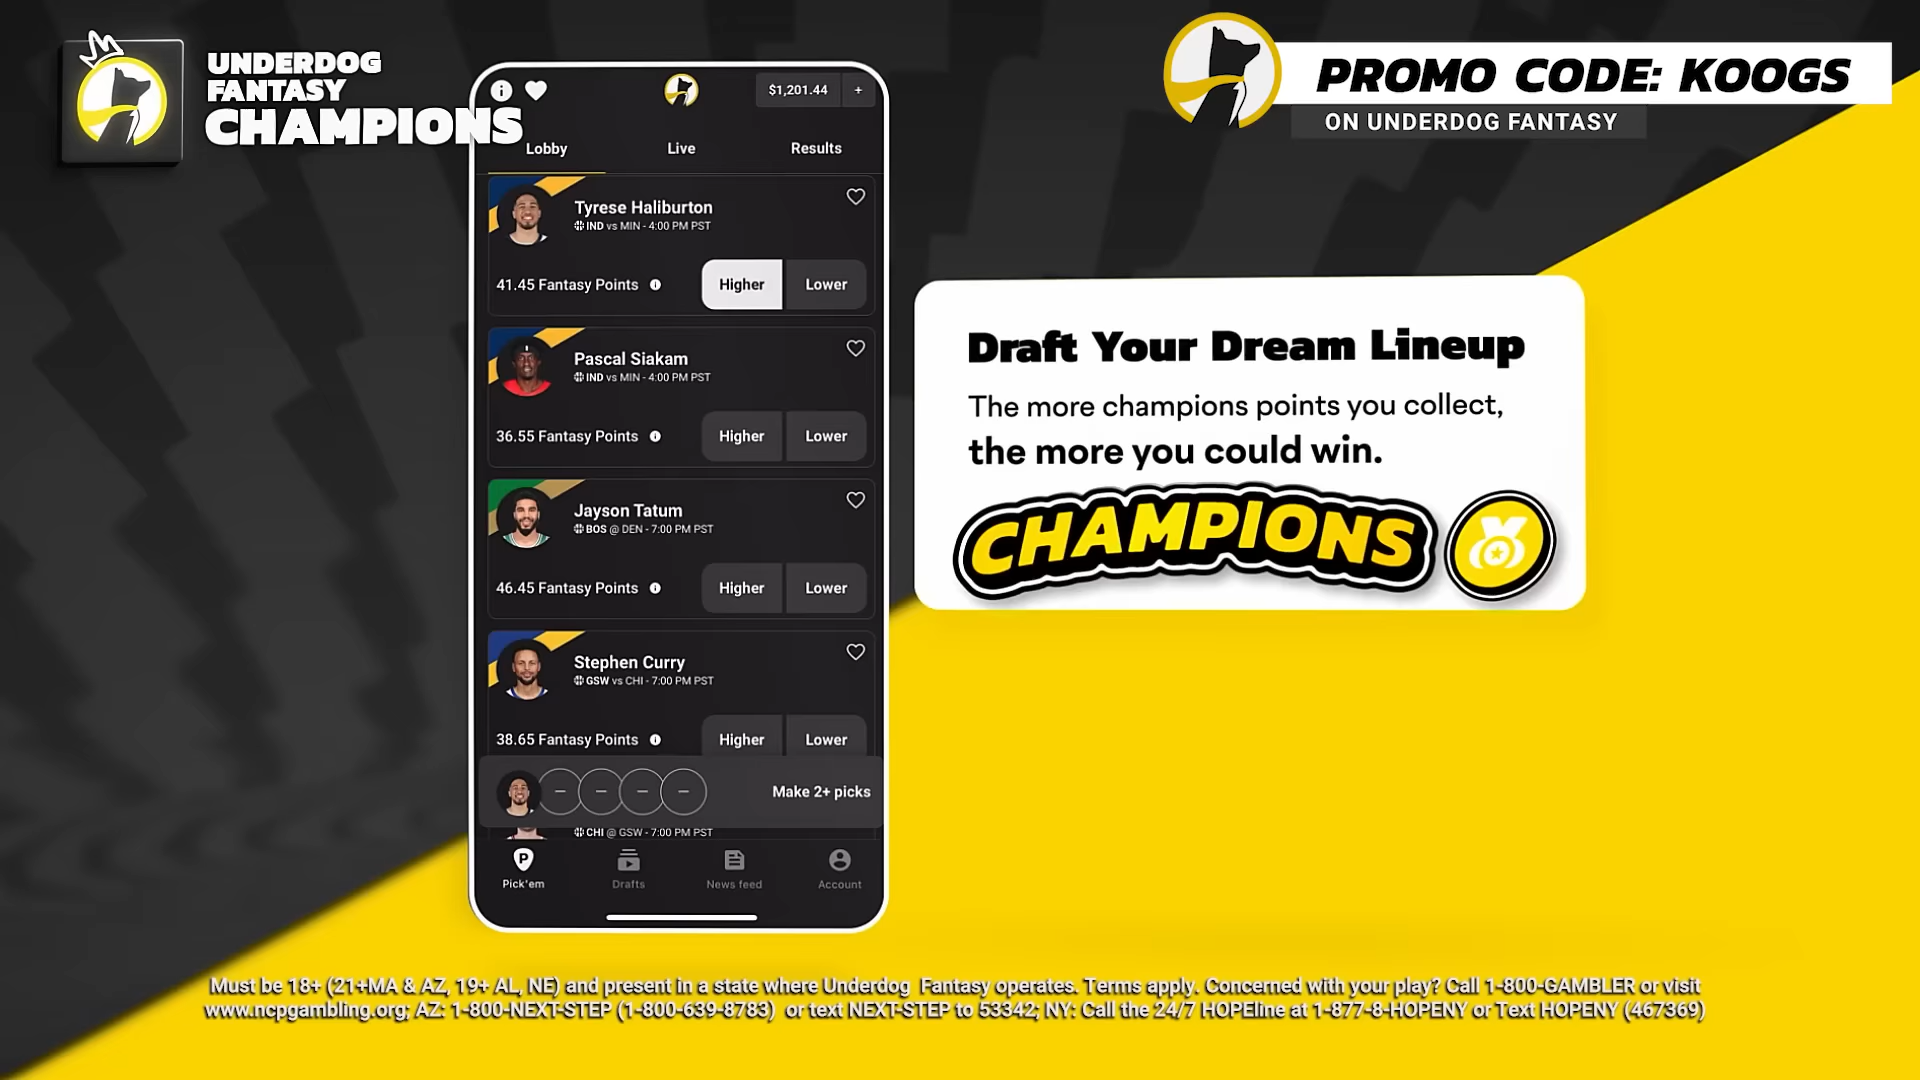 UNDERDOG
FANTASY
CHAMPIONS
PROMO CODE: KOOGS
ON UNDERDOG FANTASY
$1,201.44 +
Lobby Live Results
Tyrese Haliburton
IND vs MIN - 4:00 PM PST
41.45 Fantasy Points Higher Lower
Pascal Siakam
IND vs MIN - 4:00 PM PST
36.55 Fantasy Points Higher Lower
Jayson Tatum
BOS @ DEN - 7:00 PM PST
46.45 Fantasy Points Higher Lower
Stephen Curry
GSW vs CHI - 7:00 PM PST
38.65 Fantasy Points Higher Lower
Make 2+ picks
CHI @ GSW - 7:00 PM PST
P
Pick'em Drafts News feed Account
Draft Your Dream Lineup
The more champions points you collect,
the more you could win.
CHAMPIONS
Must be 18+ (21+MA & AZ, 19+ AL, NE) and present in a state where Underdog Fantasy operates. Terms apply. Concerned with your play? Call 1-800-GAMBLER or visit
www.ncpgambling.org; AZ: 1-800-NEXT-STEP (1-800-639-8783) or text NEXT-STEP to 53342; NY: Call the 24/7 HOPEline at 1-877-8-HOPENY or Text HOPENY (467369)